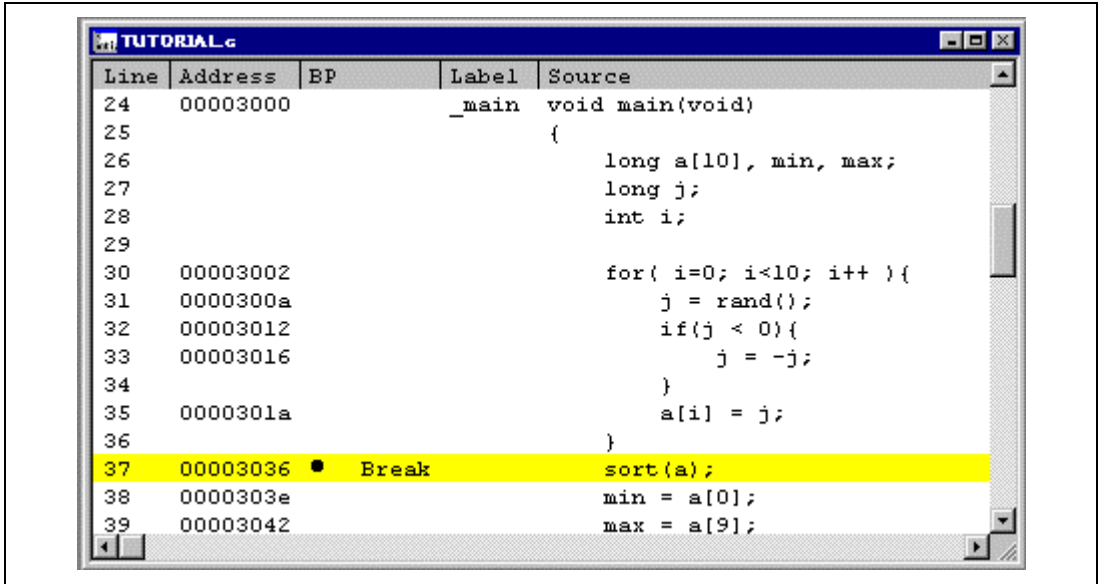 TUTORIAL.c
Line Address BP Label Source
24 00003000 _main void main(void)
25 {
26 long a[10], min, max;
27 long j;
28 int i;
29
30 00003002 for( i=0; i<10; i++ ){
31 0000300a j = rand();
32 00003012 if(j < 0){
33 00003016 j = -j;
34 }
35 0000301a a[i] = j;
36 }
37 00003036 ● Break sort(a);
38 0000303e min = a[0];
39 00003042 max = a[9];